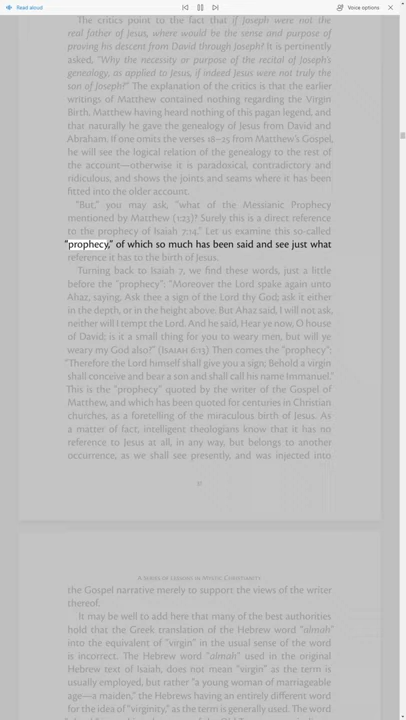 Read aloud
Voice options
The critics point to the fact that if Joseph were not the
real father of Jesus, where would be the sense and purpose of
proving his descent from David through Joseph? It is pertinently
asked, "Why the necessity or purpose of the recital of Joseph's
genealogy, as applied to Jesus, if indeed Jesus were not truly the
son of Joseph?" The explanation of the critics is that the earlier
writings of Matthew contained nothing regarding the Virgin
Birth, Matthew having heard nothing of this pagan legend, and
that naturally he gave the genealogy of Jesus from David and
Abraham. If one omits the verses 18–25 from Matthew's Gospel,
he will see the logical relation of the genealogy to the rest of
the account—otherwise it is paradoxical, contradictory and
ridiculous, and shows the joints and seams where it has been
fitted into the older account.
"But," you may ask, "what of the Messianic Prophecy
mentioned by Matthew (1:23)? Surely this is a direct reference
to the prophecy of Isaiah 7:14." Let us examine this so-called
"prophecy," of which so much has been said and see just what
reference it has to the birth of Jesus.
Turning back to Isaiah 7, we find these words, just a little
before the "prophecy": "Moreover the Lord spake again unto
Ahaz, saying, Ask thee a sign of the Lord thy God; ask it either
in the depth, or in the height above. But Ahaz said, I will not ask,
neither will I tempt the Lord. And he said, Hear ye now, O house
of David; is it a small thing for you to weary men, but will ye
weary my God also?" (Isaiah 6:13) Then comes the "prophecy":
"Therefore the Lord himself shall give you a sign; Behold a virgin
shall conceive and bear a son and shall call his name Immanuel."
This is the "prophecy" quoted by the writer of the Gospel of
Matthew, and which has been quoted for centuries in Christian
churches, as a foretelling of the miraculous birth of Jesus. As
a matter of fact, intelligent theologians know that it has no
reference to Jesus at all, in any way, but belongs to another
occurrence, as we shall see presently, and was injected into
37
A Series of Lessons in Mystic Christianity
the Gospel narrative merely to support the views of the writer
thereof.
It may be well to add here that many of the best authorities
hold that the Greek translation of the Hebrew word "almah"
into the equivalent of "virgin" in the usual sense of the word
is incorrect. The Hebrew word "almah" used in the original
Hebrew text of Isaiah, does not mean "virgin" as the term is
usually employed, but rather "a young woman of marriageable
age—a maiden," the Hebrews having an entirely different word
for the idea of "virginity," as the term is generally used. The word